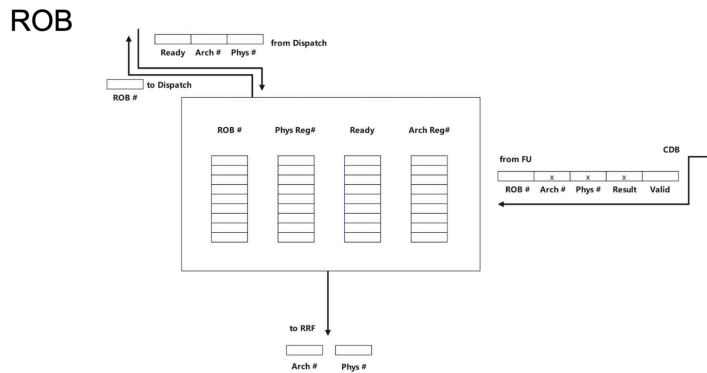 ROB
from Dispatch
Ready Arch # Phys #
to Dispatch
ROB #
ROB # Phys Reg# Ready Arch Reg#
CDB
from FU
x x x
ROB # Arch # Phys # Result Valid
to RRF
Arch # Phys #